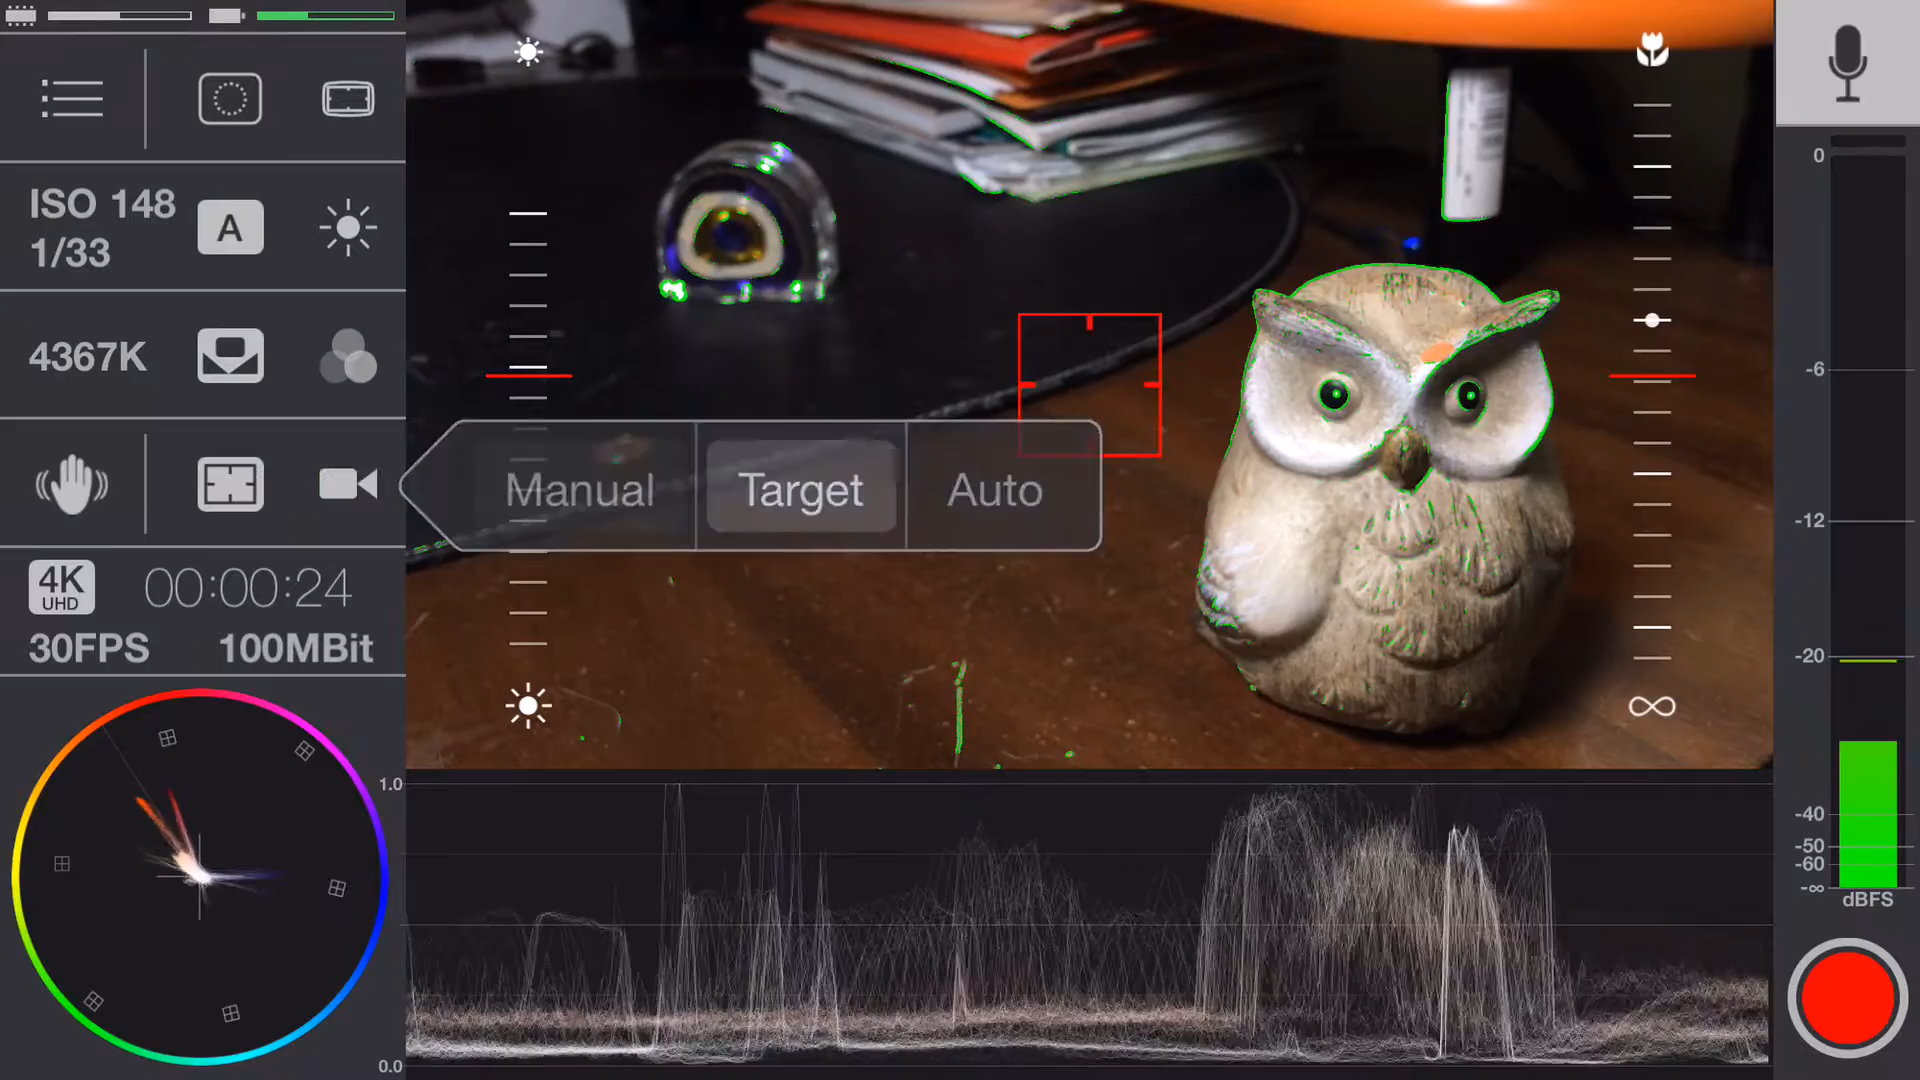 ISO 148
1/33
A
4367K
4K
UHD
00:00:24
30FPS
100MBit
Manual
Target
Auto
1.0
0.0
0
-6
-12
-20
-40
-50
-60
-∞
dBFS
∞